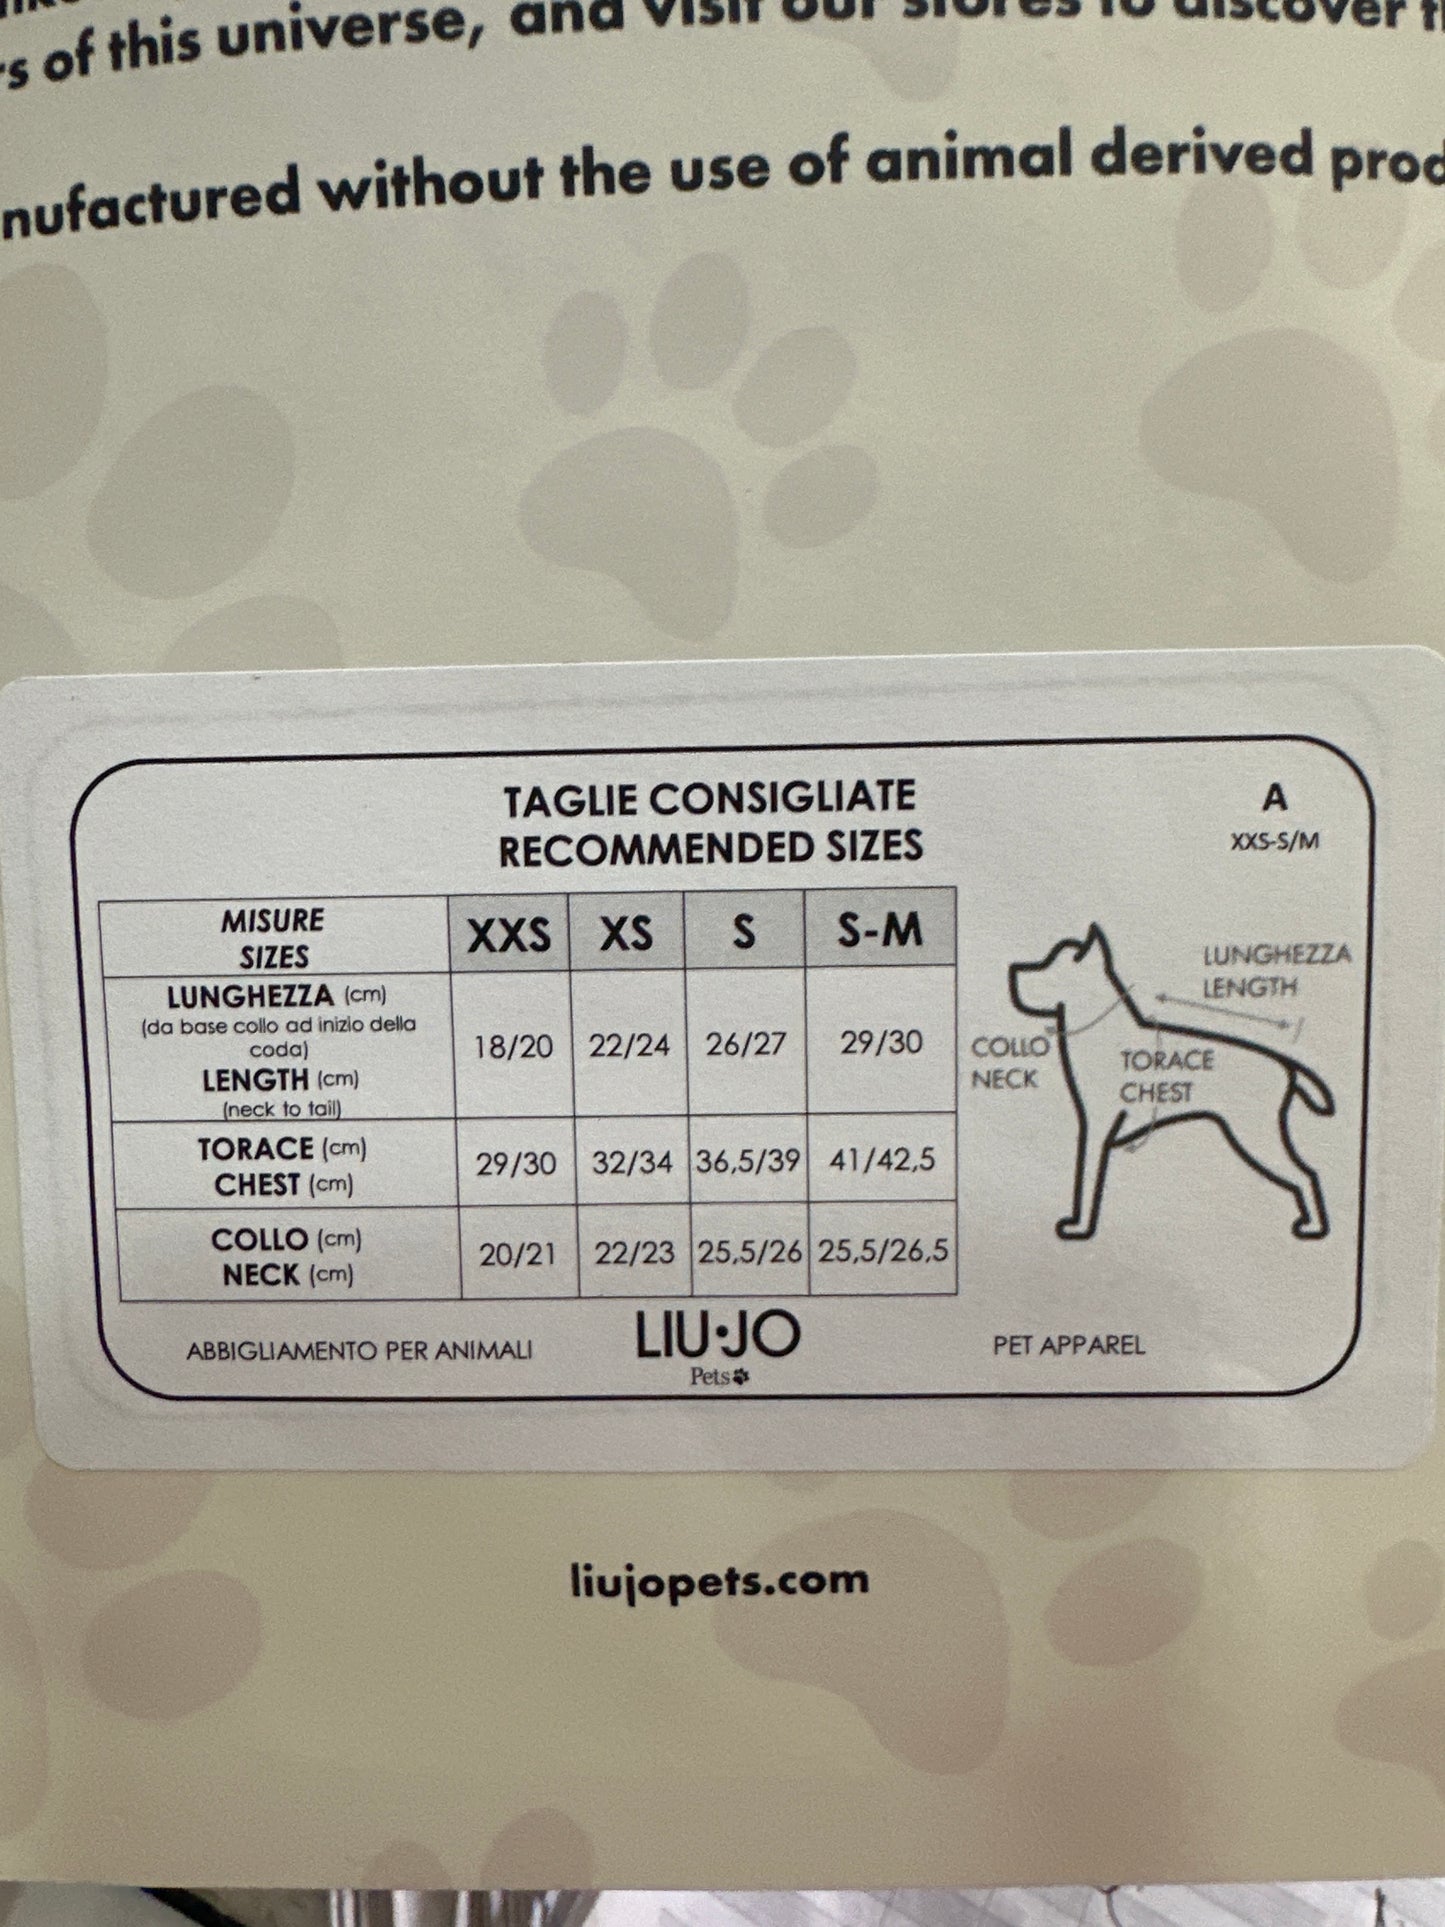 of this universe, and visit our stores to discover
without the use of animal derived
TAGLIE CONSIGLIATE
RECOMMENDED SIZES
A
XXS-S/M
MISURE
SIZES
XXS XS S S-M
LUNGHEZZA (cm)
(da base collo ad inizio della
coda)
LENGTH (cm)
(neck to tail)
18/20 22/24 26/27 29/30
TORACE (cm)
CHEST (cm)
29/30 32/34 36,5/39 41/42,5
COLLO (cm)
NECK (cm)
20/21 22/23 25,5/26 25,5/26,5
LUNGHEZZA
LENGTH
COLLO
NECK
TORACE
CHEST
ABBIGLIAMENTO PER ANIMALI
LIU·JO
Pets
PET APPAREL
liujopets.com